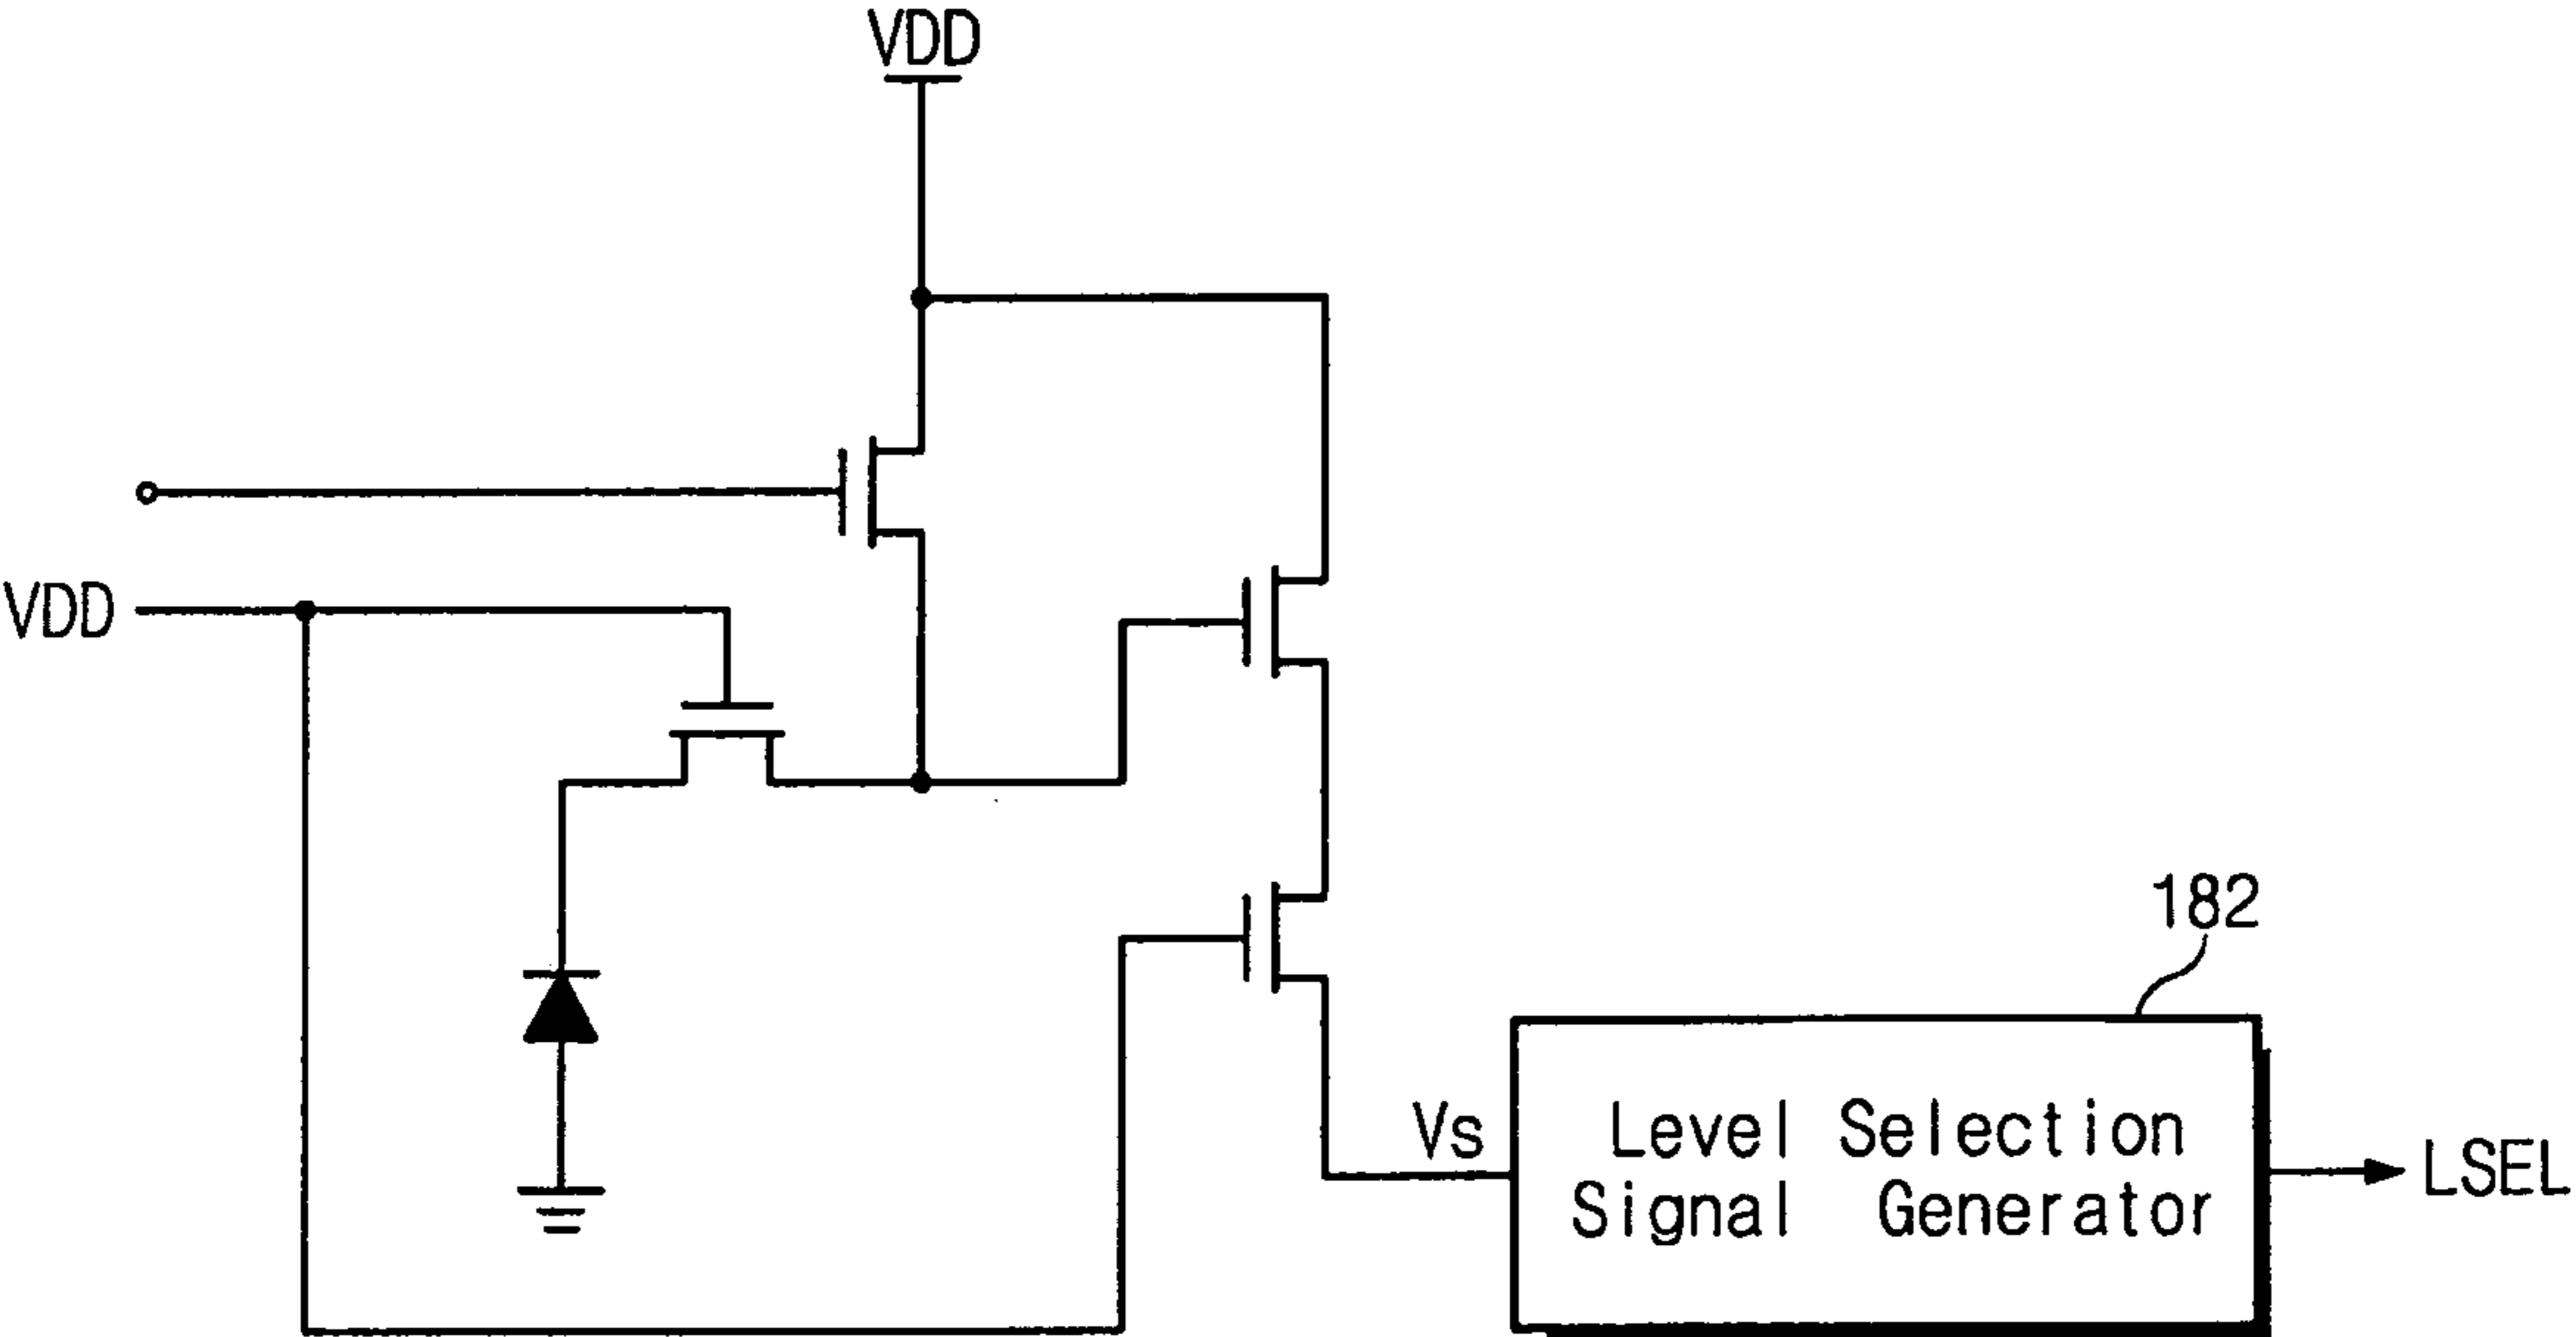 VDD
VDD
182
Vs
Level Selection
Signal Generator
LSEL